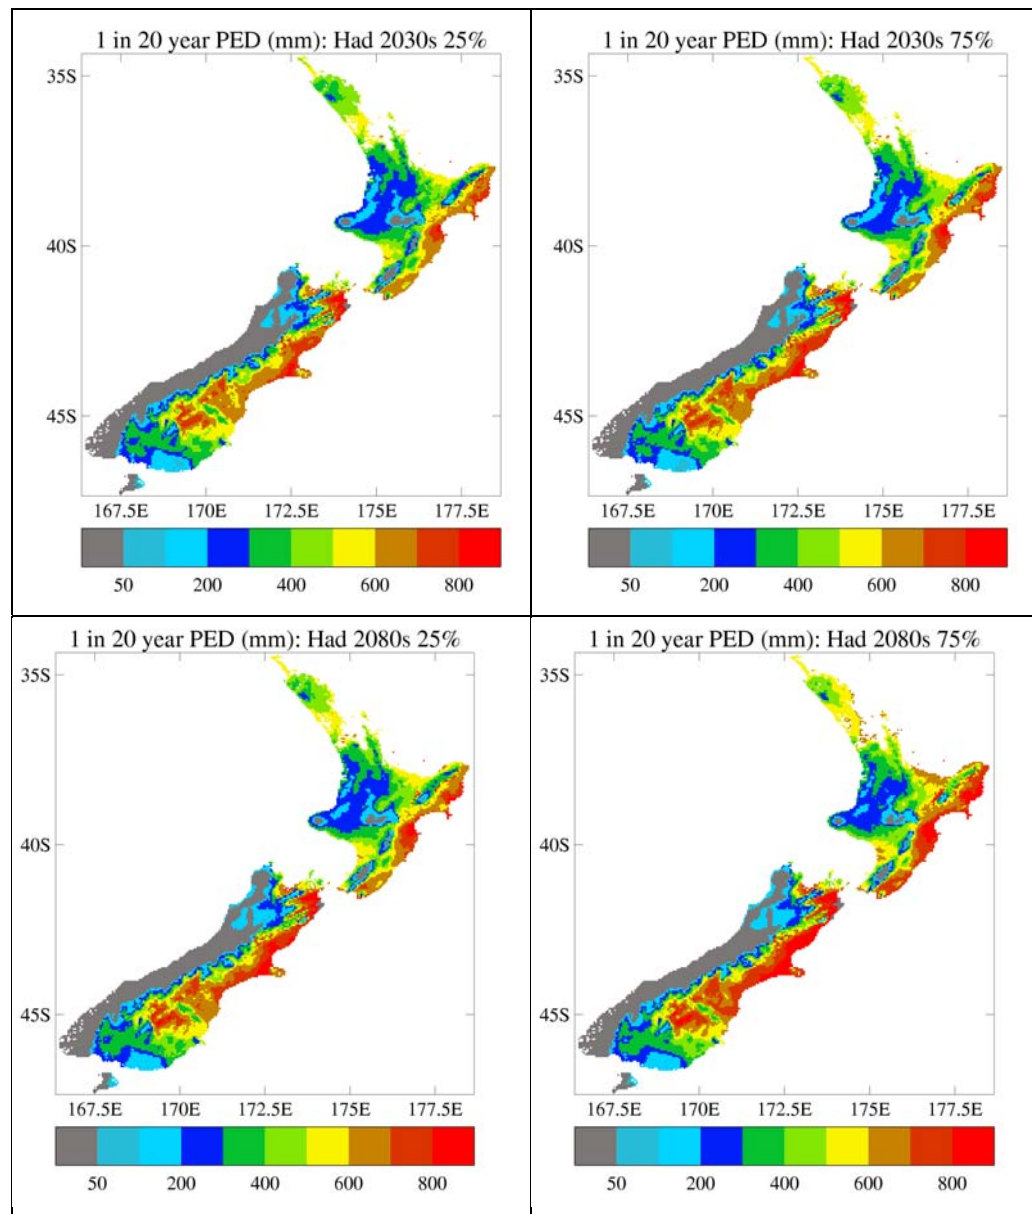 1 in 20 year PED (mm): Had 2030s 25%
35S
40S
45S
167.5E 170E 172.5E 175E 177.5E
50 200 400 600 800
1 in 20 year PED (mm): Had 2030s 75%
35S
40S
45S
167.5E 170E 172.5E 175E 177.5E
50 200 400 600 800
1 in 20 year PED (mm): Had 2080s 25%
35S
40S
45S
167.5E 170E 172.5E 175E 177.5E
50 200 400 600 800
1 in 20 year PED (mm): Had 2080s 75%
35S
40S
45S
167.5E 170E 172.5E 175E 177.5E
50 200 400 600 800